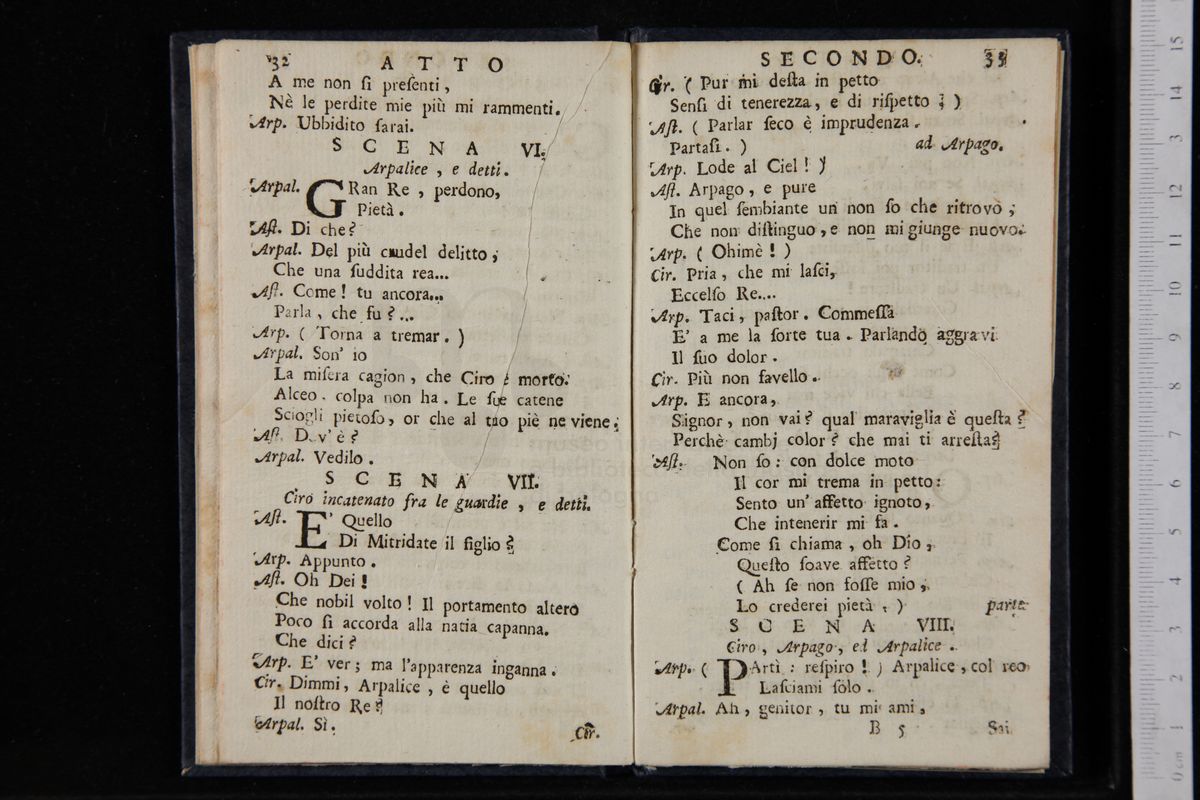 32 ATTO
A me non ſi preſenti,
Nè le perdite mie più mi rammenti.
Arp. Ubbidito ſarai.
SCENA VI.
Arpalice, e detti.
Arpal. GRan Re, perdono,
Pietà.
Aſt. Di che?
Arpal. Del più crudel delitto,
Che una ſuddita rea...
Aſt. Come! tu ancora...
Parla, che fu?...
Arp. ( Torna a tremar. )
Arpal. Son' io
La miſera cagion, che Ciro è morto.
Alceo colpa non ha. Le ſue catene
Sciogli pietoſo, or che al tuo piè ne viene;
Aſt. Dov'è?
Arpal. Vedilo.
SCENA VII.
Ciro incatenato fra le guardie, e detti.
Aſt. E' Quello
Di Mitridate il figlio?
Arp. Appunto.
Aſt. Oh Dei!
Che nobil volto! Il portamento altero
Poco ſi accorda alla natia capanna.
Che dici?
Arp. E' ver; ma l'apparenza inganna.
Cir. Dimmi, Arpalice, è quello
Il noſtro Re?
Arpal. Sì.
Cir.
SECONDO. 33
Cir. ( Pur mi deſta in petto
Senſi di tenerezza, e di riſpetto; )
Aſt. ( Parlar ſeco è imprudenza.
Partaſi. ) ad Arpago.
Arp. Lode al Ciel! )
Aſt. Arpago, e pure
In quel ſembiante un non ſo che ritrovò;
Che non diſtinguo, e non mi giunge nuovo.
Arp. ( Ohimè! )
Cir. Pria, che mi laſci,
Eccelſo Re....
Arp. Taci, paſtor. Commeſſa
E' a me la ſorte tua. Parlando aggravi
Il ſuo dolor.
Cir. Più non favello.
Arp. E ancora,
Signor, non vai? qual maraviglia è queſta?
Perchè cambj color? che mai ti arreſta?
Aſt. Non ſo: con dolce moto
Il cor mi trema in petto:
Sento un' affetto ignoto,
Che intenerir mi fa.
Come ſi chiama, oh Dio,
Queſto ſoave affetto?
( Ah ſe non foſſe mio,
Lo crederei pietà. ) parte
SCENA VIII.
Ciro, Arpago, ed Arpalice.
Arp. ( PArtì: reſpiro! ) Arpalice, col reo
Laſciami ſolo.
Arpal. Ah, genitor, tu mi ami,
B 5 Sai